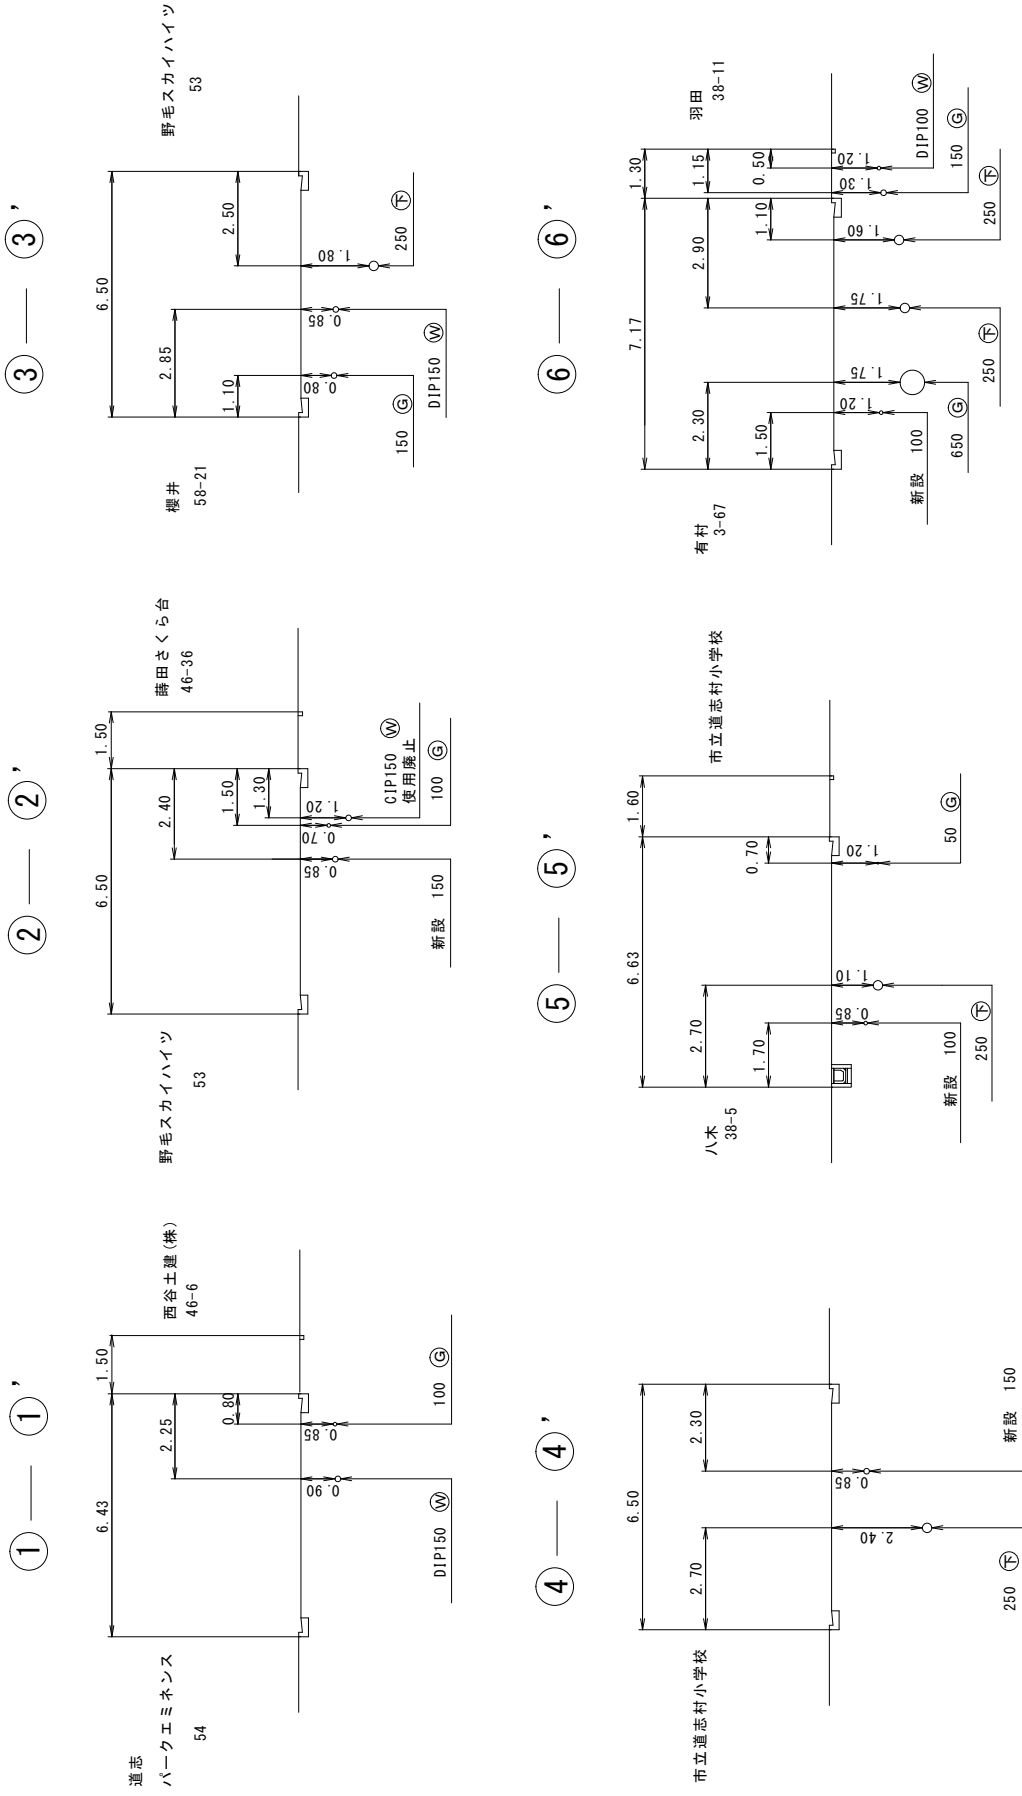 ① — ①'
道志
パークエミネンス
54
西谷土建(株)
46-6
6.43
1.50
2.25
0.80
0.90
0.85
DIP150 Ⓦ
100 Ⓖ
② — ②'
野毛スカイハイツ
53
蒔田さくら台
46-36
6.50
1.50
2.40
1.50
1.30
0.85
0.70
1.20
新設 150
CIP150 Ⓦ
使用廃止
100 Ⓖ
③ — ③'
櫻井
58-21
野毛スカイハイツ
53
6.50
2.85
2.50
1.10
0.80
0.85
1.80
150 Ⓖ
DIP150 Ⓦ
250 ㊦
④ — ④'
市立道志村小学校
6.50
2.70
2.30
2.40
0.85
250 ㊦
新設 150
⑤ — ⑤'
八木
38-5
市立道志村小学校
6.63
1.60
2.70
0.70
1.70
0.85
1.10
1.20
新設 100
250 ㊦
50 Ⓖ
⑥ — ⑥'
有村
3-67
羽田
38-11
7.17
1.30
2.30
2.90
1.15
1.50
1.10
0.50
1.20
1.75
1.75
1.60
1.30
1.20
新設 100
650 Ⓖ
250 ㊦
250 ㊦
150 Ⓖ
DIP100 Ⓦ